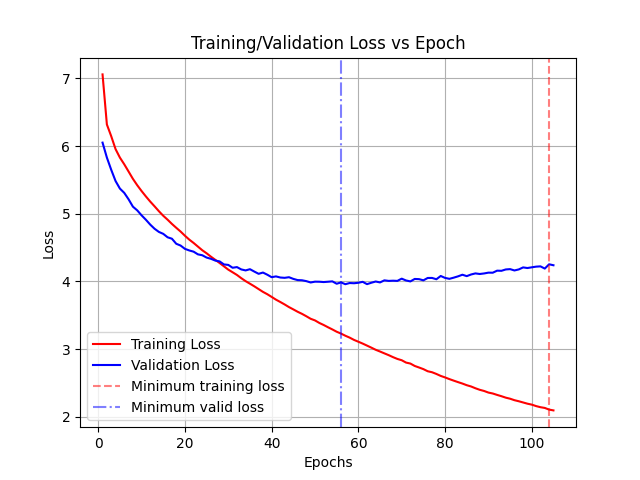 Training/Validation Loss vs Epoch
7
6
5
4
3
2
Loss
Training Loss
Validation Loss
Minimum training loss
Minimum valid loss
0 20 40 60 80 100
Epochs